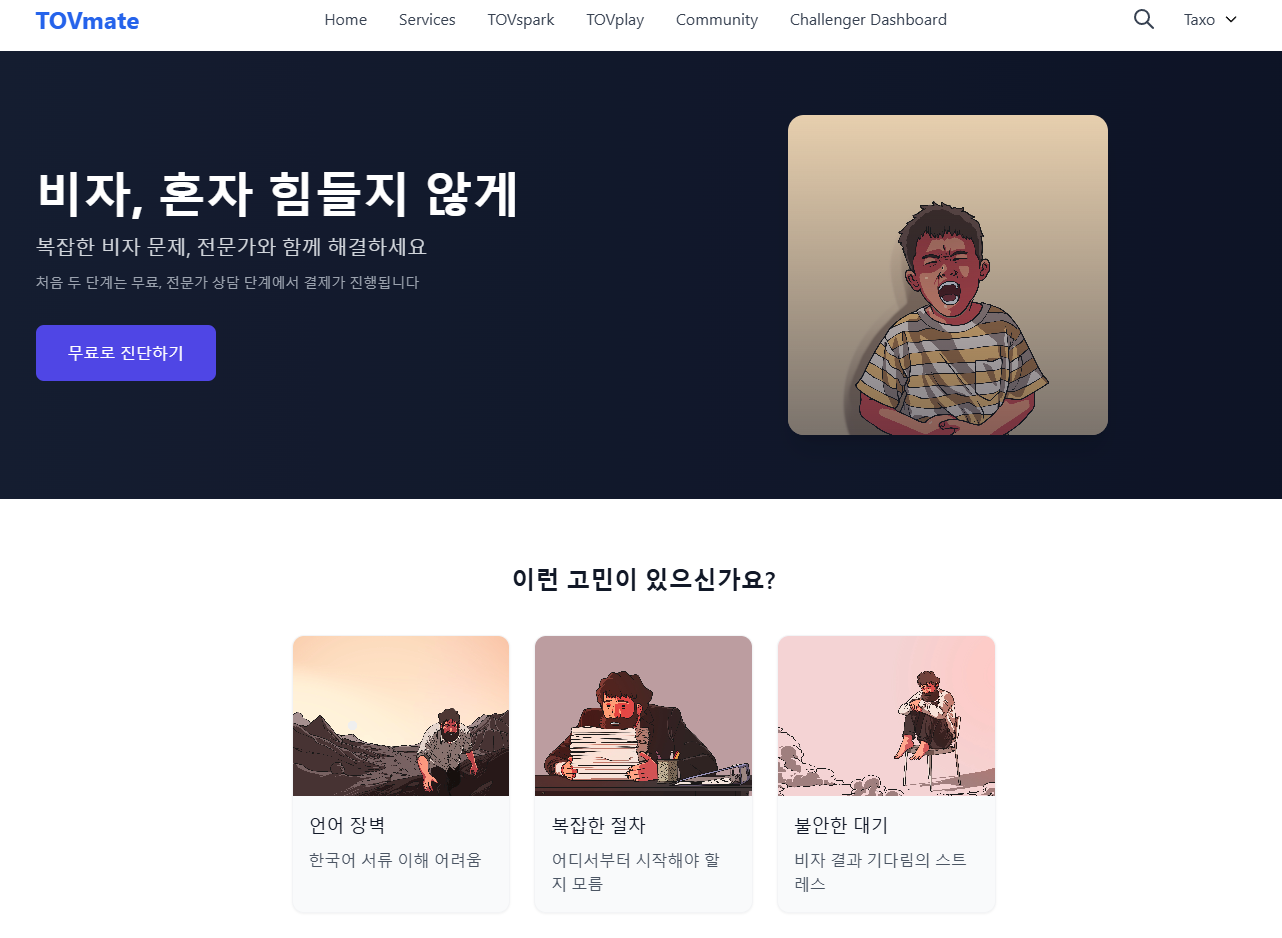 TOVmate
Home
Services
TOVspark
TOVplay
Community
Challenger Dashboard
Taxo
비자, 혼자 힘들지 않게
복잡한 비자 문제, 전문가와 함께 해결하세요
처음 두 단계는 무료, 전문가 상담 단계에서 결제가 진행됩니다
무료로 진단하기
이런 고민이 있으신가요?
언어 장벽
한국어 서류 이해 어려움
복잡한 절차
어디서부터 시작해야 할
지 모름
불안한 대기
비자 결과 기다림의 스트
레스